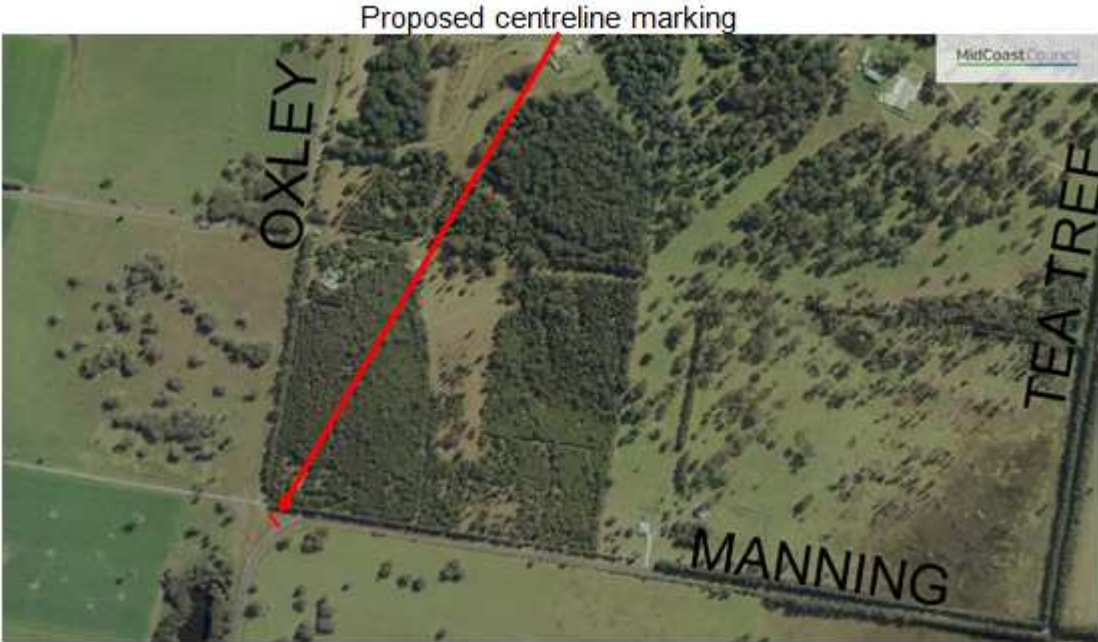 Proposed centreline marking
MidCoast Council
OXLEY
TEA TREE
MANNING